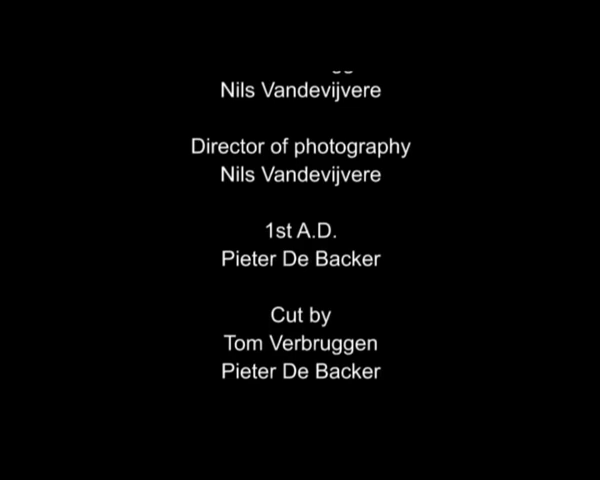 Nils Vandevijvere
Director of photography
Nils Vandevijvere
1st A.D.
Pieter De Backer
Cut by
Tom Verbruggen
Pieter De Backer